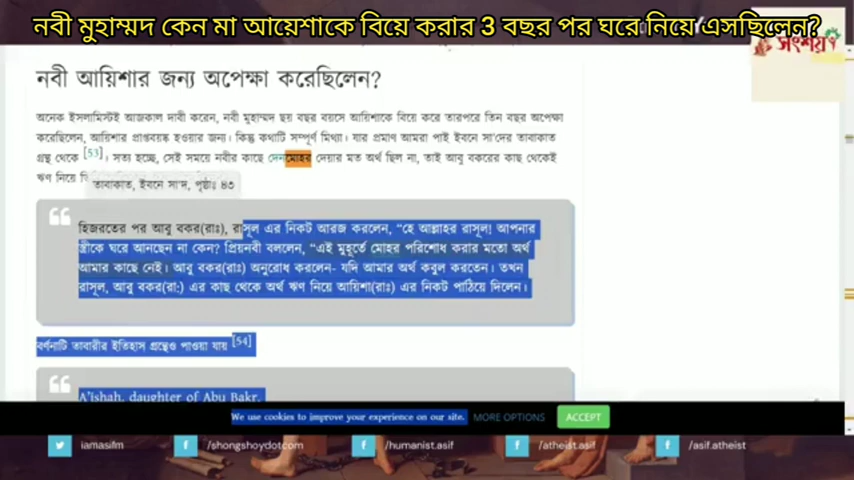 নবী মুহাম্মদ কেন মা আয়েশাকে বিয়ে করার 3 বছর পর ঘরে নিয়ে এসছিলেন?
সংশয়
নবী আয়িশার জন্য অপেক্ষা করেছিলেন?
অনেক ইসলামিস্টই আজকাল দাবী করেন, নবী মুহাম্মদ ছয় বছর বয়সে আয়িশাকে বিয়ে করে তারপরে তিন বছর অপেক্ষা
করেছিলেন, আয়িশার প্রাপ্তবয়স্ক হওয়ার জন্য। কিন্তু কথাটি সম্পূর্ণ মিথ্যা। যার প্রমাণ আমরা পাই ইবনে সা'দের তাবাকাত
গ্রন্থ থেকে [53]। সত্য হচ্ছে, সেই সময়ে নবীর কাছে দেনমোহর দেয়ার মত অর্থ ছিল না, তাই আবু বকরের কাছ থেকেই
ঋণ নিয়ে
তাবাকাত, ইবনে সা'দ, পৃষ্ঠাঃ ৪৩
হিজরতের পর আবু বকর(রাঃ), রাসূল এর নিকট আরজ করলেন, “হে আল্লাহর রাসূল! আপনার
স্ত্রীকে ঘরে আনছেন না কেন? প্রিয়নবী বললেন, “এই মুহূর্তে মোহর পরিশোধ করার মতো অর্থ
আমার কাছে নেই। আবু বকর(রাঃ) অনুরোধ করলেন- যদি আমার অর্থ কবুল করতেন। তখন
রাসূল, আবু বকর(রা:) এর কাছ থেকে অর্থ ঋণ নিয়ে আয়িশা(রাঃ) এর নিকট পাঠিয়ে দিলেন।
বর্ণনাটি তাবারীর ইতিহাস গ্রন্থেও পাওয়া যায় [54]
A'ishah, daughter of Abu Bakr.
We use cookies to improve your experience on our site. MORE OPTIONS ACCEPT
iamasifm /shongshoydotcom /humanist.asif /atheist.asif /asif.atheist